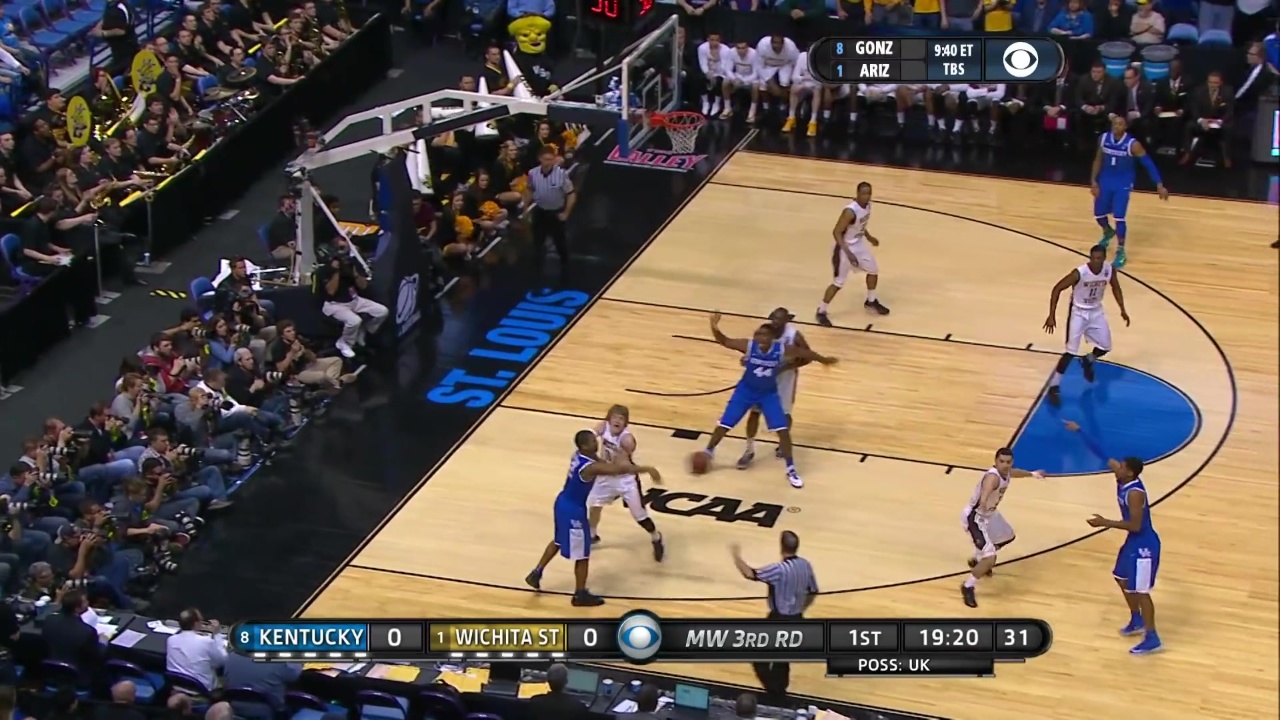 8 GONZ 9:40 ET
1 ARIZ TBS
VALLEY
ST. LOUIS
44
11
NCAA
8 KENTUCKY 0 1 WICHITA ST 0 MW 3RD RD 1ST 19:20 31
POSS: UK